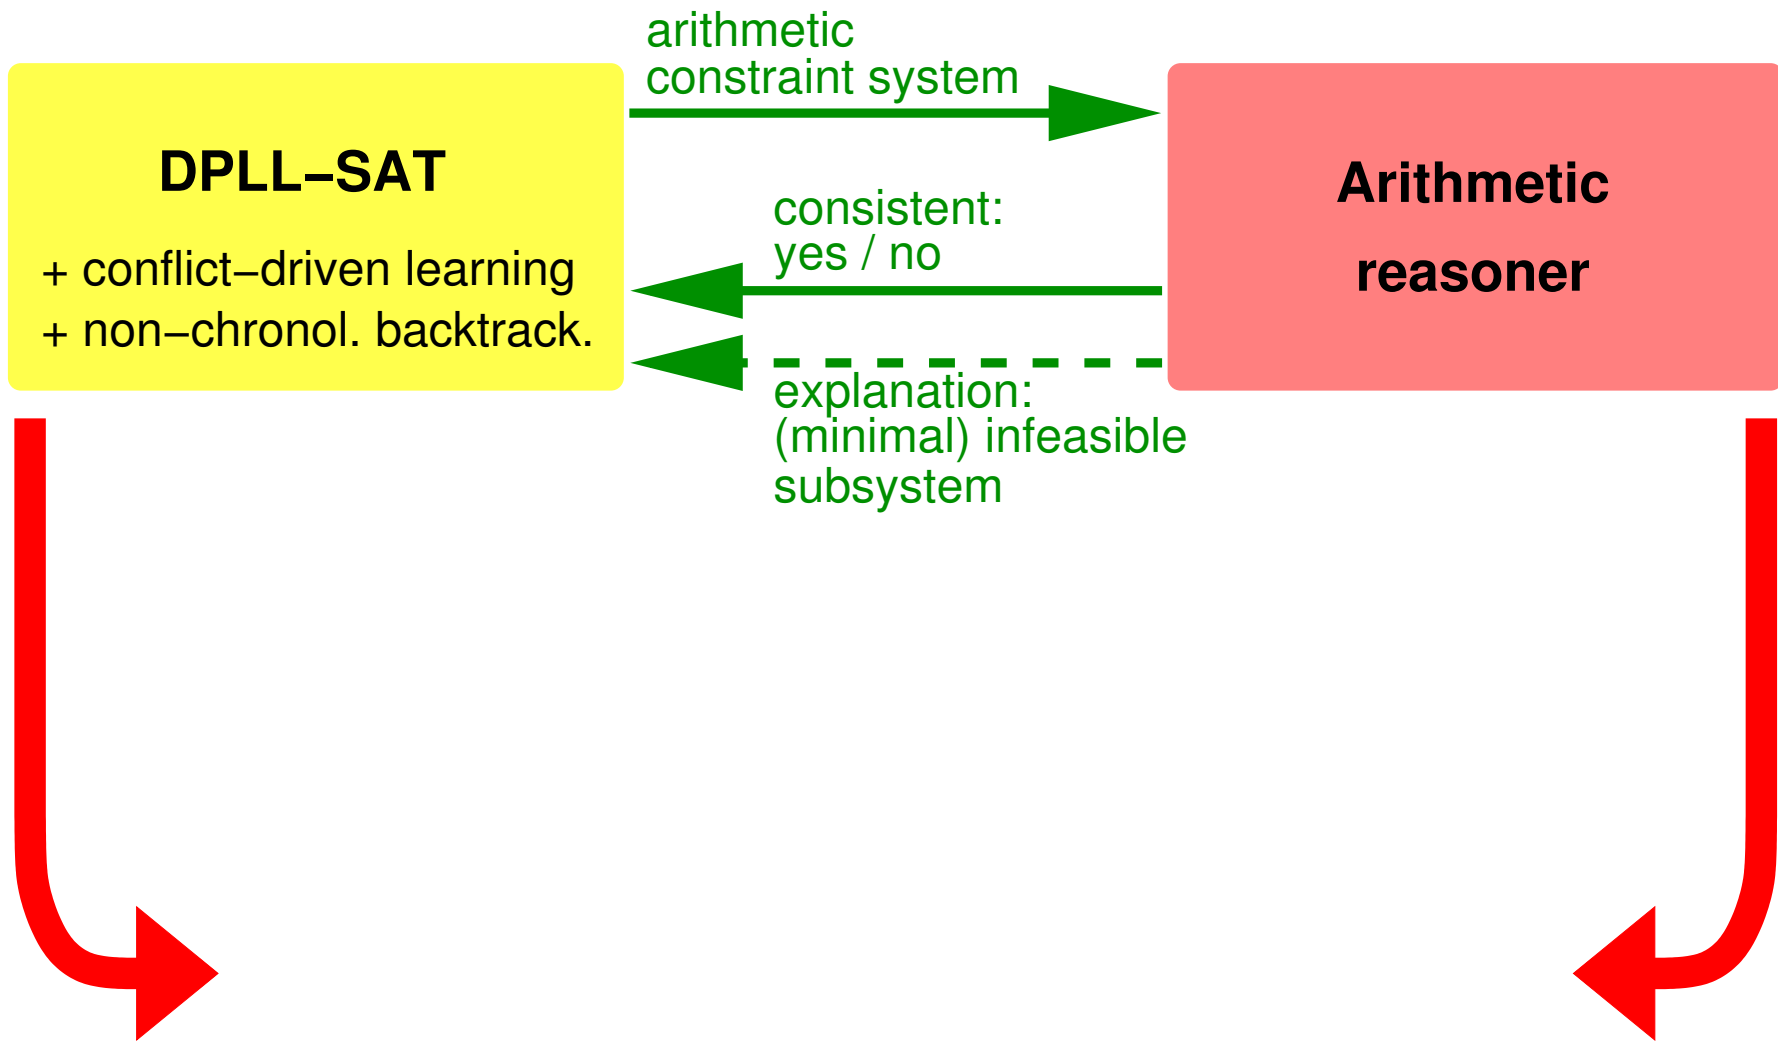 arithmetic
constraint system
DPLL–SAT
+ conflict–driven learning
+ non–chronol. backtrack.
consistent:
yes / no
explanation:
(minimal) infeasible
subsystem
Arithmetic
reasoner